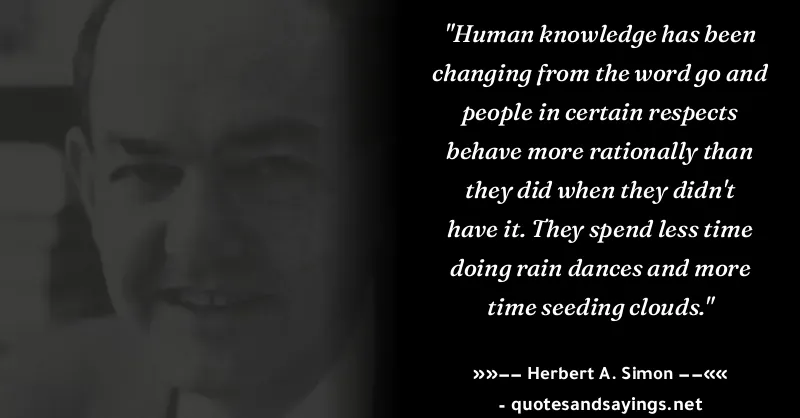 "Human knowledge has been
changing from the word go and
people in certain respects
behave more rationally than
they did when they didn't
have it. They spend less time
doing rain dances and more
time seeding clouds."
»»−− Herbert A. Simon −−««
- quotesandsayings.net